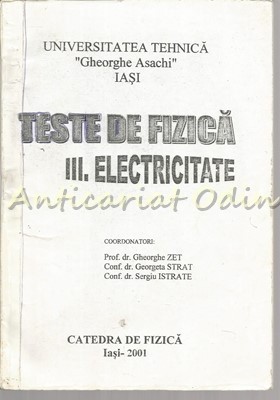 UNIVERSITATEA TEHNICĂ
"Gheorghe Asachi"
IAŞI
TESTE DE FIZICĂ
III. ELECTRICITATE
Anticariat Odin
COORDONATORI:
Prof. dr. Gheorghe ZET
Conf. dr. Georgeta STRAT
Conf. dr. Sergiu ISTRATE
CATEDRA DE FIZICĂ
Iaşi- 2001